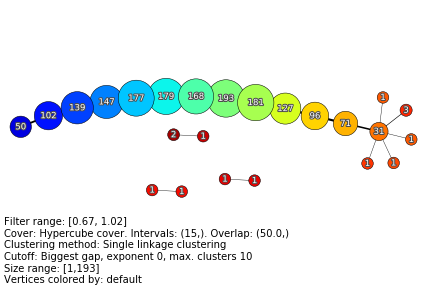 50 102 139 147 177 179 168 193 181 127 96 71 31 1 3 1 1 1
2 1
1 1
1 1
Filter range: [0.67, 1.02]
Cover: Hypercube cover. Intervals: (15,). Overlap: (50.0,)
Clustering method: Single linkage clustering
Cutoff: Biggest gap, exponent 0, max. clusters 10
Size range: [1,193]
Vertices colored by: default